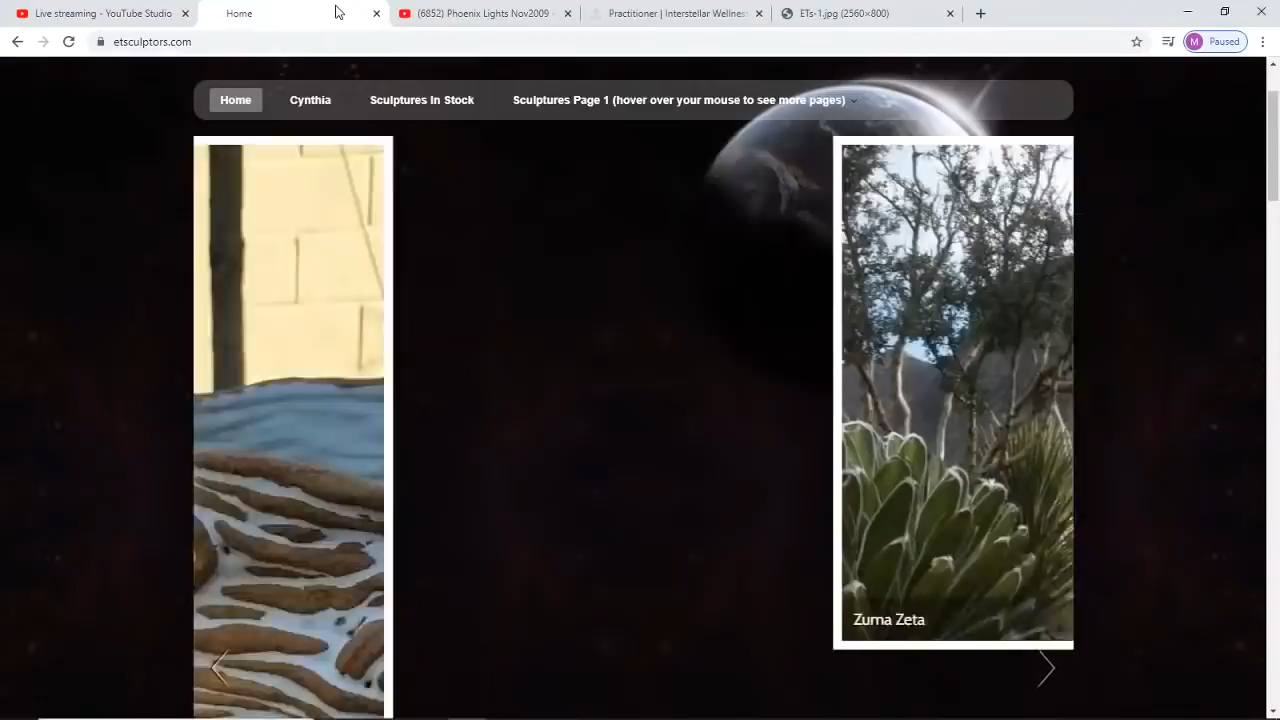 Live streaming - YouTube Studio
Home
(6852) Phoenix Lights Nov2009 -
Practitioner | Interstellar Wellnes
ETs-1.jpg (2560×800)
etsculptors.com
M
Paused
Home
Cynthia
Sculptures In Stock
Sculptures Page 1 (hover over your mouse to see more pages)
Zuma Zeta